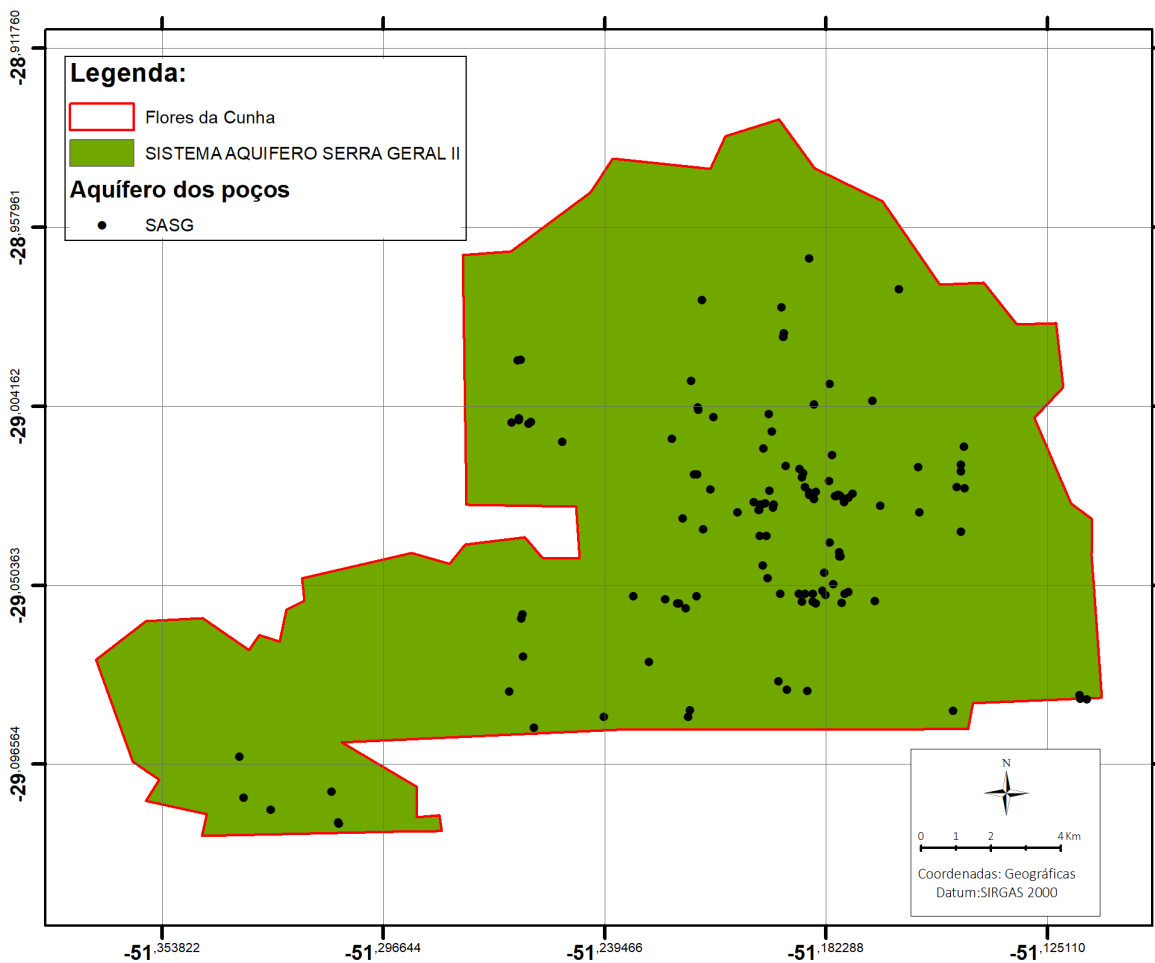 Legenda:
Flores da Cunha
SISTEMA AQUIFERO SERRA GERAL II
Aquífero dos poços
SASG
-28,911760
-28,957961
-29,004162
-29,050363
-29,096564
N
0 1 2 4 Km
Coordenadas: Geográficas
Datum:SIRGAS 2000
-51,353822 -51,296644 -51,239466 -51,182288 -51,125110